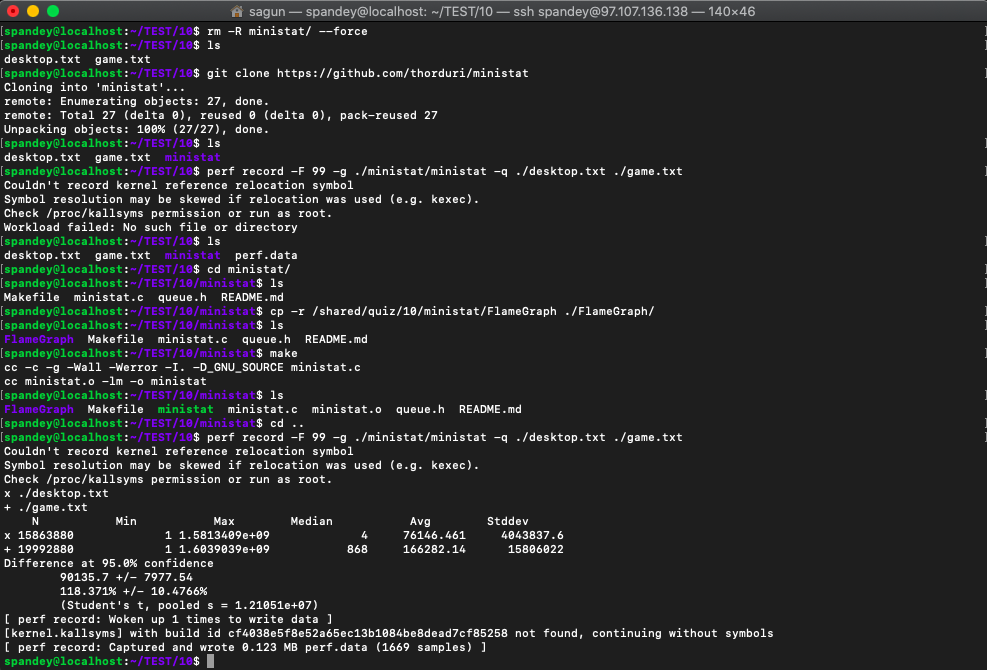 sagun — spandey@localhost: ~/TEST/10 — ssh spandey@97.107.136.138 — 140×46
[spandey@localhost:~/TEST/10$ rm -R ministat/ --force ]
[spandey@localhost:~/TEST/10$ ls ]
desktop.txt  game.txt
[spandey@localhost:~/TEST/10$ git clone https://github.com/thorduri/ministat ]
Cloning into 'ministat'...
remote: Enumerating objects: 27, done.
remote: Total 27 (delta 0), reused 0 (delta 0), pack-reused 27
Unpacking objects: 100% (27/27), done.
[spandey@localhost:~/TEST/10$ ls ]
desktop.txt  game.txt  ministat
[spandey@localhost:~/TEST/10$ perf record -F 99 -g ./ministat/ministat -q ./desktop.txt ./game.txt ]
Couldn't record kernel reference relocation symbol
Symbol resolution may be skewed if relocation was used (e.g. kexec).
Check /proc/kallsyms permission or run as root.
Workload failed: No such file or directory
[spandey@localhost:~/TEST/10$ ls ]
desktop.txt  game.txt  ministat  perf.data
[spandey@localhost:~/TEST/10$ cd ministat/ ]
[spandey@localhost:~/TEST/10/ministat$ ls ]
Makefile  ministat.c  queue.h  README.md
[spandey@localhost:~/TEST/10/ministat$ cp -r /shared/quiz/10/ministat/FlameGraph ./FlameGraph/ ]
[spandey@localhost:~/TEST/10/ministat$ ls ]
FlameGraph  Makefile  ministat.c  queue.h  README.md
[spandey@localhost:~/TEST/10/ministat$ make ]
cc -c -g -Wall -Werror -I. -D_GNU_SOURCE ministat.c
cc ministat.o -lm -o ministat
[spandey@localhost:~/TEST/10/ministat$ ls ]
FlameGraph  Makefile  ministat  ministat.c  ministat.o  queue.h  README.md
[spandey@localhost:~/TEST/10/ministat$ cd .. ]
[spandey@localhost:~/TEST/10$ perf record -F 99 -g ./ministat/ministat -q ./desktop.txt ./game.txt ]
Couldn't record kernel reference relocation symbol
Symbol resolution may be skewed if relocation was used (e.g. kexec).
Check /proc/kallsyms permission or run as root.
x ./desktop.txt
+ ./game.txt
    N           Min           Max        Median           Avg        Stddev
x 15863880             1 1.5813409e+09             4     76146.461     4043837.6
+ 19992880             1 1.6039039e+09           868     166282.14      15806022
Difference at 95.0% confidence
        90135.7 +/- 7977.54
        118.371% +/- 10.4766%
        (Student's t, pooled s = 1.21051e+07)
[ perf record: Woken up 1 times to write data ]
[kernel.kallsyms] with build id cf4038e5f8e52a65ec13b1084be8dead7cf85258 not found, continuing without symbols
[ perf record: Captured and wrote 0.123 MB perf.data (1669 samples) ]
spandey@localhost:~/TEST/10$